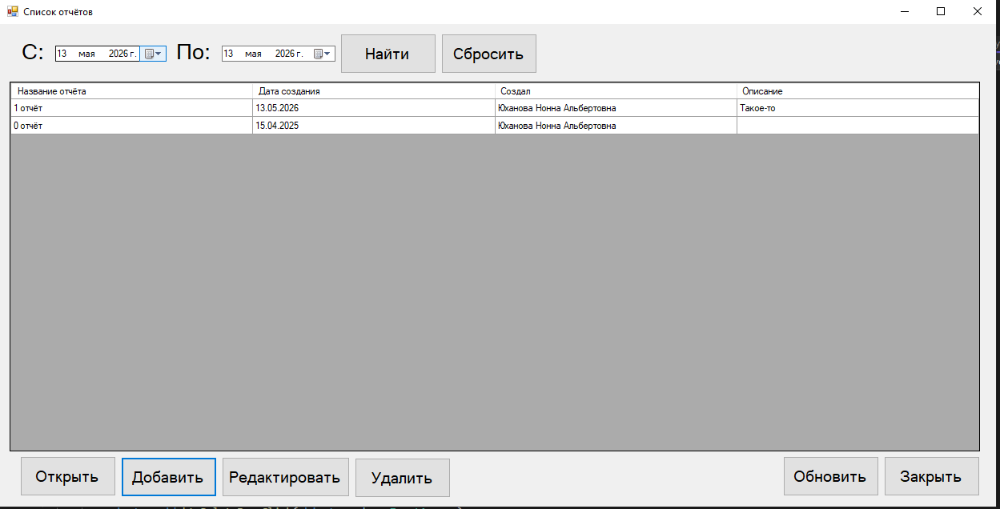 Список отчётов
С: 13 мая 2026 г. По: 13 мая 2026 г. Найти Сбросить
Название отчёта Дата создания Создал Описание
1 отчёт 13.05.2026 Юханова Нонна Альбертовна Такое-то
0 отчёт 15.04.2025 Юханова Нонна Альбертовна
Открыть Добавить Редактировать Удалить Обновить Закрыть